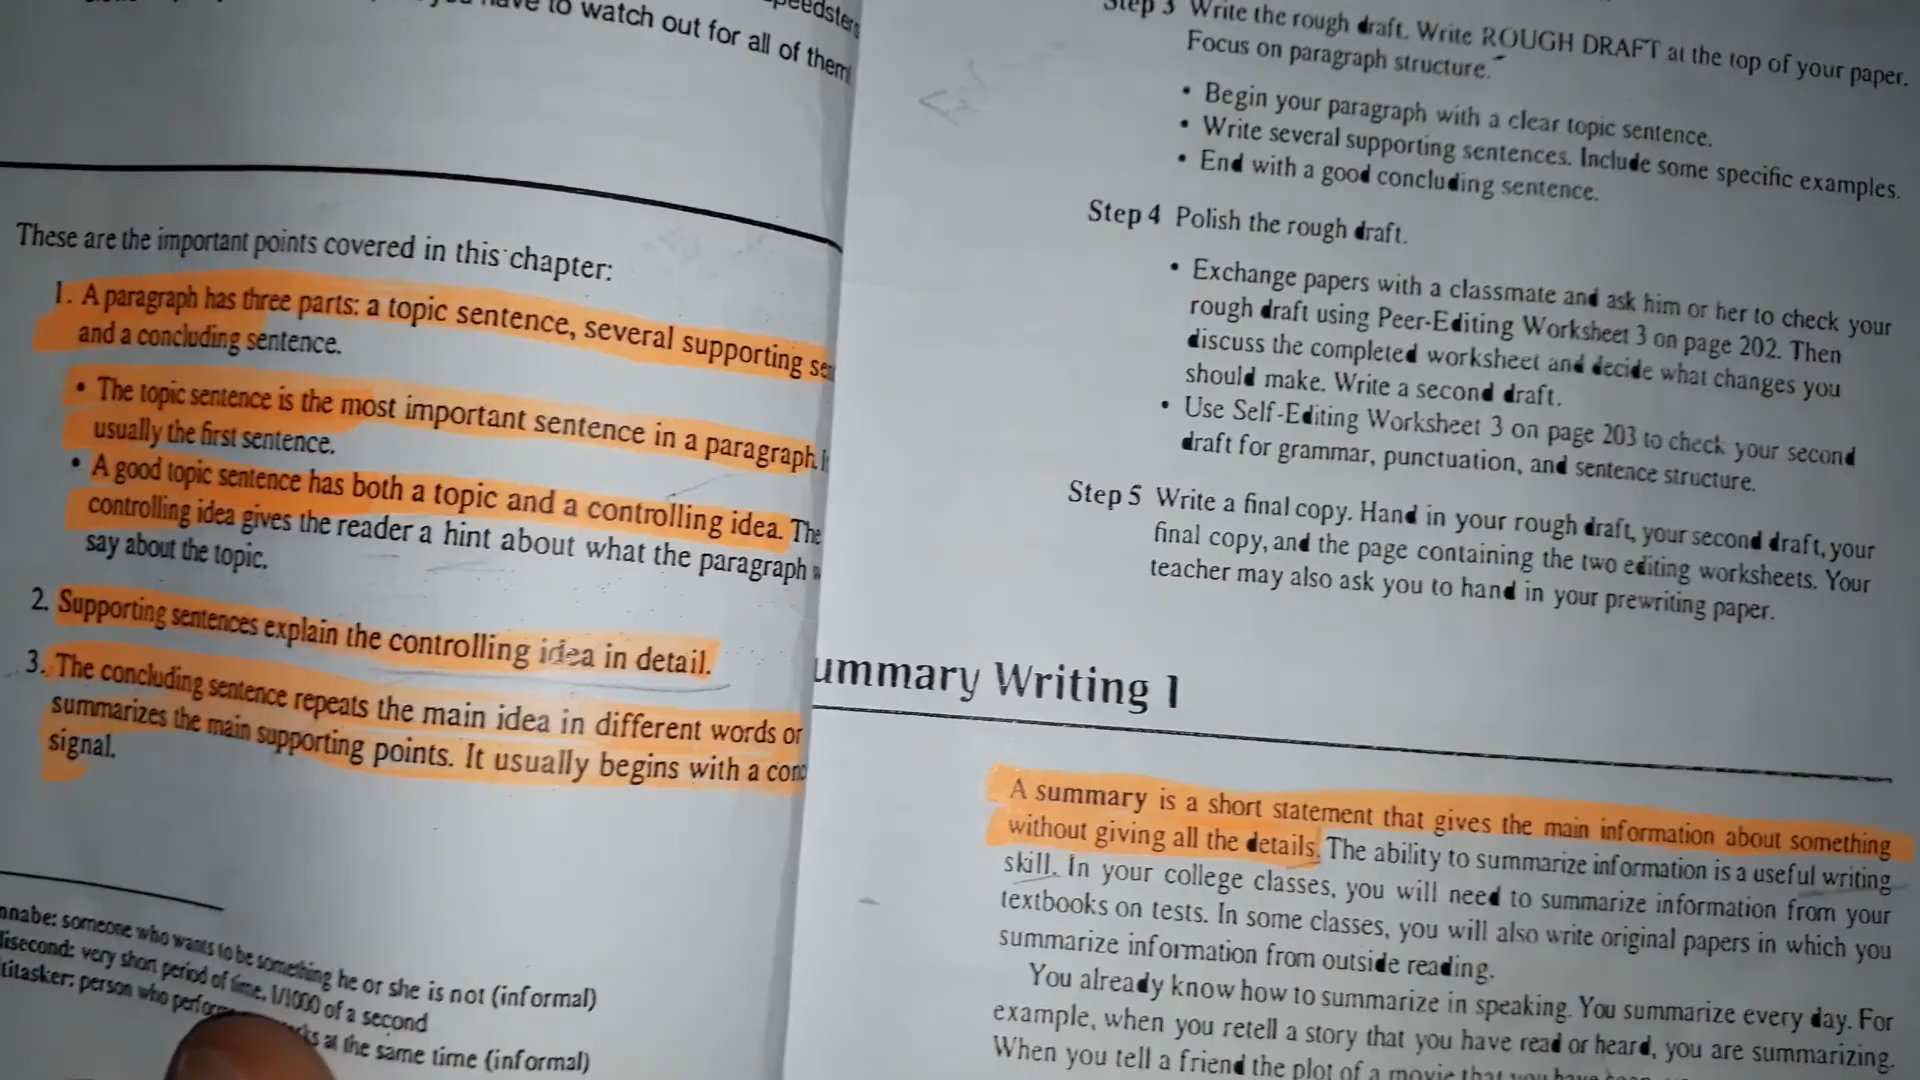 have to watch out for all of them
These are the important points covered in this chapter:
1. A paragraph has three parts: a topic sentence, several supporting
and a concluding sentence.
• The topic sentence is the most important sentence in a paragraph.
usually the first sentence.
• A good topic sentence has both a topic and a controlling idea. The
controlling idea gives the reader a hint about what the paragraph
say about the topic.
2. Supporting sentences explain the controlling idea in detail.
3. The concluding sentence repeats the main idea in different words or
summarizes the main supporting points. It usually begins with a
signal.
someone who wants to be something he or she is not (informal)
very short period of time, 1/1000 of a second
person who at the same time (informal)
Step 3 Write the rough draft. Write ROUGH DRAFT at the top of your paper.
Focus on paragraph structure.
• Begin your paragraph with a clear topic sentence.
• Write several supporting sentences. Include some specific examples.
• End with a good concluding sentence.
Step 4 Polish the rough draft.
• Exchange papers with a classmate and ask him or her to check your
rough draft using Peer-Editing Worksheet 3 on page 202. Then
discuss the completed worksheet and decide what changes you
should make. Write a second draft.
• Use Self-Editing Worksheet 3 on page 203 to check your second
draft for grammar, punctuation, and sentence structure.
Step 5 Write a final copy. Hand in your rough draft, your second draft, your
final copy, and the page containing the two editing worksheets. Your
teacher may also ask you to hand in your prewriting paper.
ummary Writing 1
A summary is a short statement that gives the main information about something
without giving all the details. The ability to summarize information is a useful writing
skill. In your college classes, you will need to summarize information from your
textbooks on tests. In some classes, you will also write original papers in which you
summarize information from outside reading.
You already know how to summarize in speaking. You summarize every day. For
example, when you retell a story that you have read or heard, you are summarizing.
When you tell a friend the plot of a movie that you have